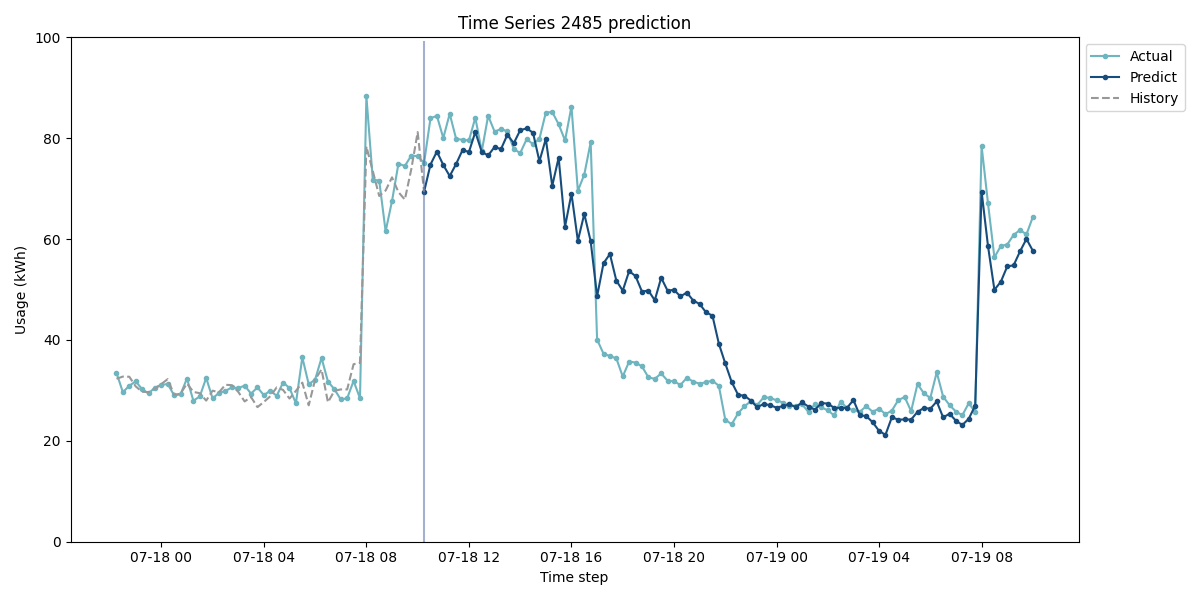 Time Series 2485 prediction
100
80
60
40
20
0
Usage (kWh)
07-18 00
07-18 04
07-18 08
07-18 12
07-18 16
07-18 20
07-19 00
07-19 04
07-19 08
Time step
Actual
Predict
History